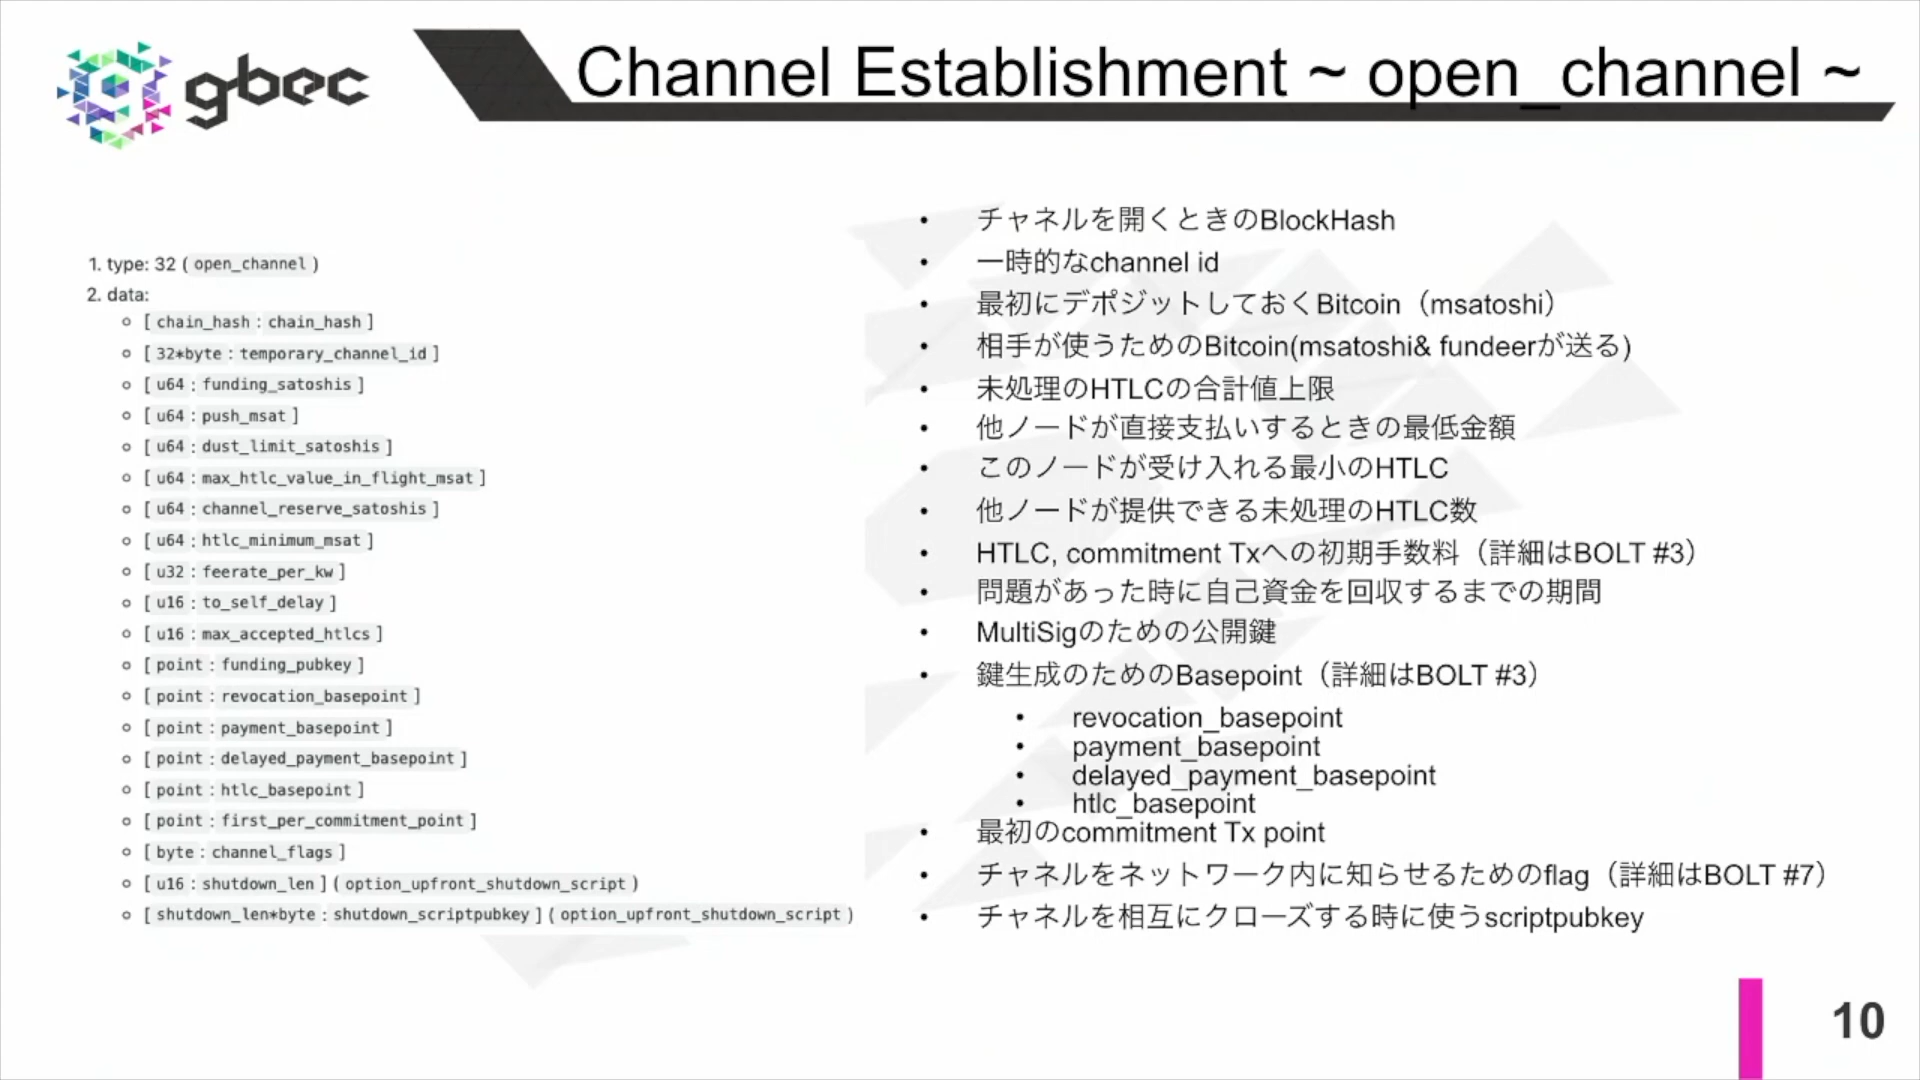 gbec
Channel Establishment ~ open_channel ~
1. type: 32 ( open_channel )
2. data:
[ chain_hash : chain_hash ]
[ 32*byte : temporary_channel_id ]
[ u64 : funding_satoshis ]
[ u64 : push_msat ]
[ u64 : dust_limit_satoshis ]
[ u64 : max_htlc_value_in_flight_msat ]
[ u64 : channel_reserve_satoshis ]
[ u64 : htlc_minimum_msat ]
[ u32 : feerate_per_kw ]
[ u16 : to_self_delay ]
[ u16 : max_accepted_htlcs ]
[ point : funding_pubkey ]
[ point : revocation_basepoint ]
[ point : payment_basepoint ]
[ point : delayed_payment_basepoint ]
[ point : htlc_basepoint ]
[ point : first_per_commitment_point ]
[ byte : channel_flags ]
[ u16 : shutdown_len ] ( option_upfront_shutdown_script )
[ shutdown_len*byte : shutdown_scriptpubkey ] ( option_upfront_shutdown_script )
• チャネルを開くときのBlockHash
• 一時的なchannel id
• 最初にデポジットしておくBitcoin（msatoshi）
• 相手が使うためのBitcoin(msatoshi& fundeerが送る)
• 未処理のHTLCの合計値上限
• 他ノードが直接支払いするときの最低金額
• このノードが受け入れる最小のHTLC
• 他ノードが提供できる未処理のHTLC数
• HTLC, commitment Txへの初期手数料（詳細はBOLT #3）
• 問題があった時に自己資金を回収するまでの期間
• MultiSigのための公開鍵
• 鍵生成のためのBasepoint（詳細はBOLT #3）
• revocation_basepoint
• payment_basepoint
• delayed_payment_basepoint
• htlc_basepoint
• 最初のcommitment Tx point
• チャネルをネットワーク内に知らせるためのflag（詳細はBOLT #7）
• チャネルを相互にクローズする時に使うscriptpubkey
10